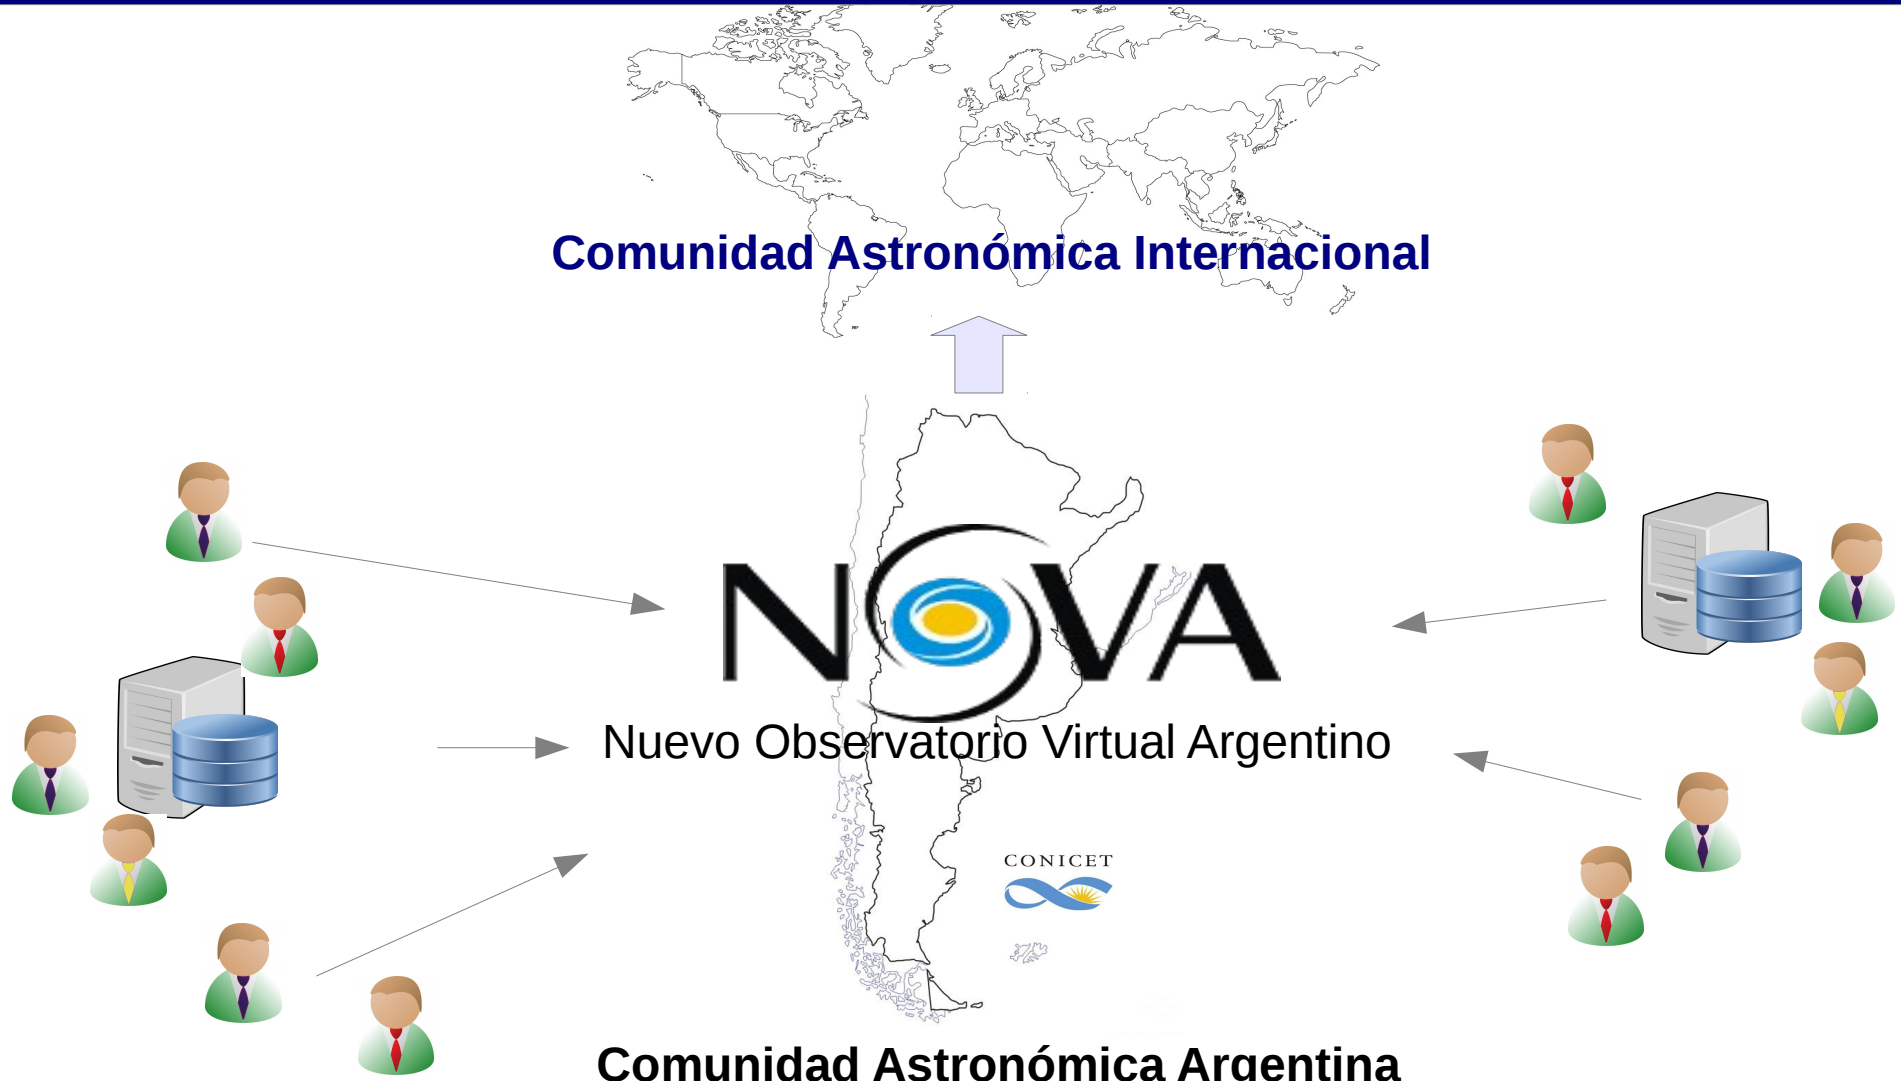 Comunidad Astronómica Internacional
NOVA
Nuevo Observatorio Virtual Argentino
CONICET
Comunidad Astronómica Argentina